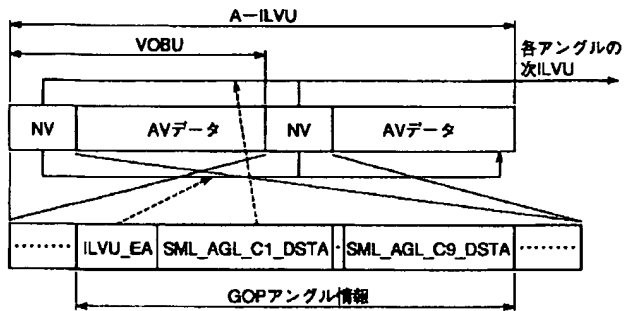 A-ILVU
VOBU
各アングルの
次ILVU
NV
AVデータ
NV
AVデータ
········
ILVU_EA
SML_AGL_C1_DSTA
·
SML_AGL_C9_DSTA
········
GOPアングル情報